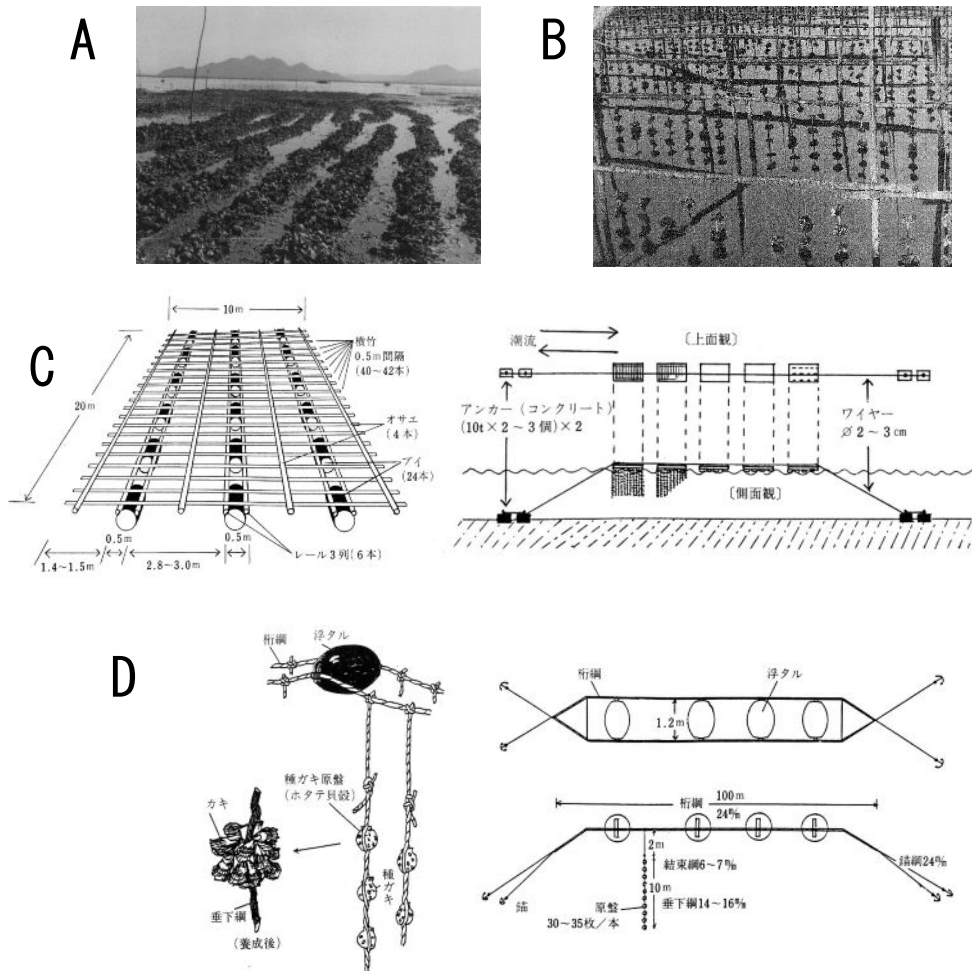 A
B
C
10m
20m
横竹
0.5m間隔
(40〜42本)
オサエ
(4本)
ブイ
(24本)
レール3列(6本)
0.5m
0.5m
1.4〜1.5m
2.8〜3.0m
潮流
〔上面観〕
アンカー(コンクリート)
(10t×2〜3個)×2
ワイヤー
Ø2〜3cm
〔側面観〕
D
桁綱
浮タル
種ガキ原盤
(ホタテ貝殻)
カキ
種ガキ
垂下綱
(養成後)
桁綱
浮タル
1.2m
100m
桁綱
24㎜
2m
結束綱6〜7㎜
10m
垂下綱14〜16㎜
原盤
30〜35枚/本
錨綱24㎜
錨